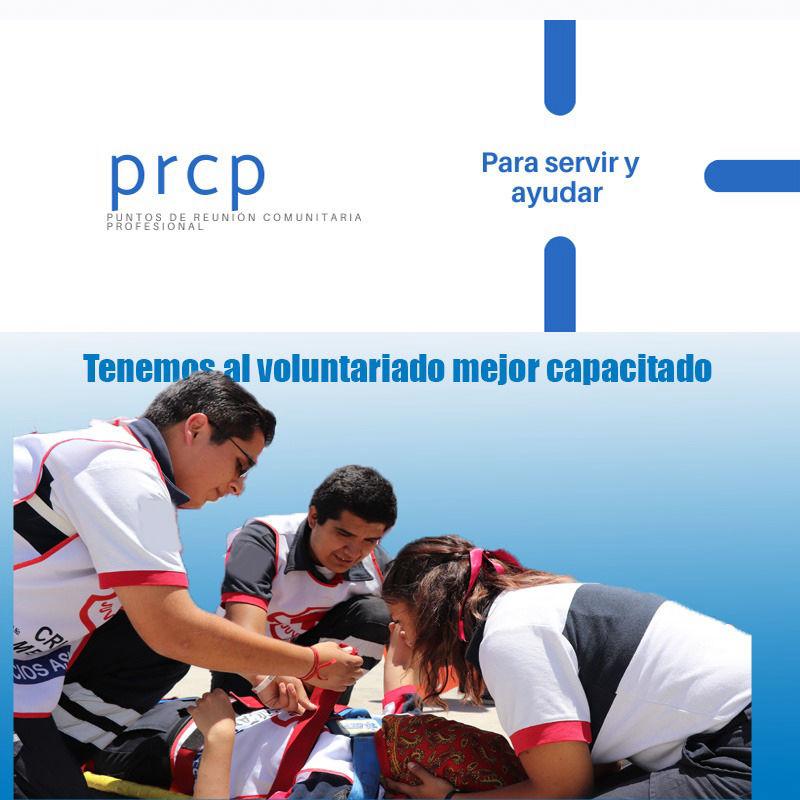 prcp
PUNTOS DE REUNIÓN COMUNITARIA
PROFESIONAL
Para servir y
ayudar
Tenemos al voluntariado mejor capacitado